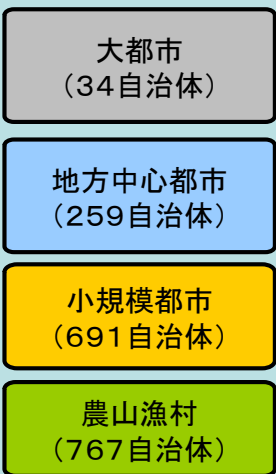 大都市
（34自治体）
地方中心都市
（259自治体）
小規模都市
（691自治体）
農山漁村
（767自治体）